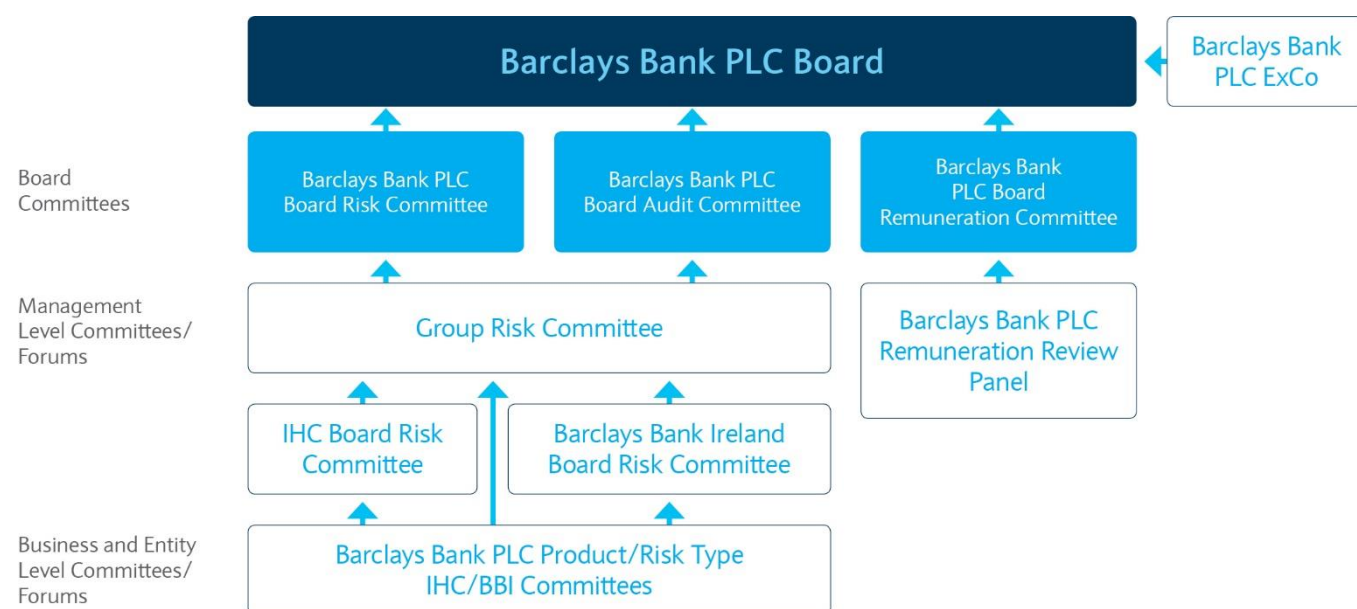 Barclays Bank PLC Board
Barclays Bank
PLC ExCo
Board
Committees
Barclays Bank PLC
Board Risk Committee
Barclays Bank PLC
Board Audit Committee
Barclays Bank
PLC Board
Remuneration Committee
Management
Level Committees/
Forums
Group Risk Committee
Barclays Bank PLC
Remuneration Review
Panel
IHC Board Risk
Committee
Barclays Bank Ireland
Board Risk Committee
Business and Entity
Level Committees/
Forums
Barclays Bank PLC Product/Risk Type
IHC/BBI Committees